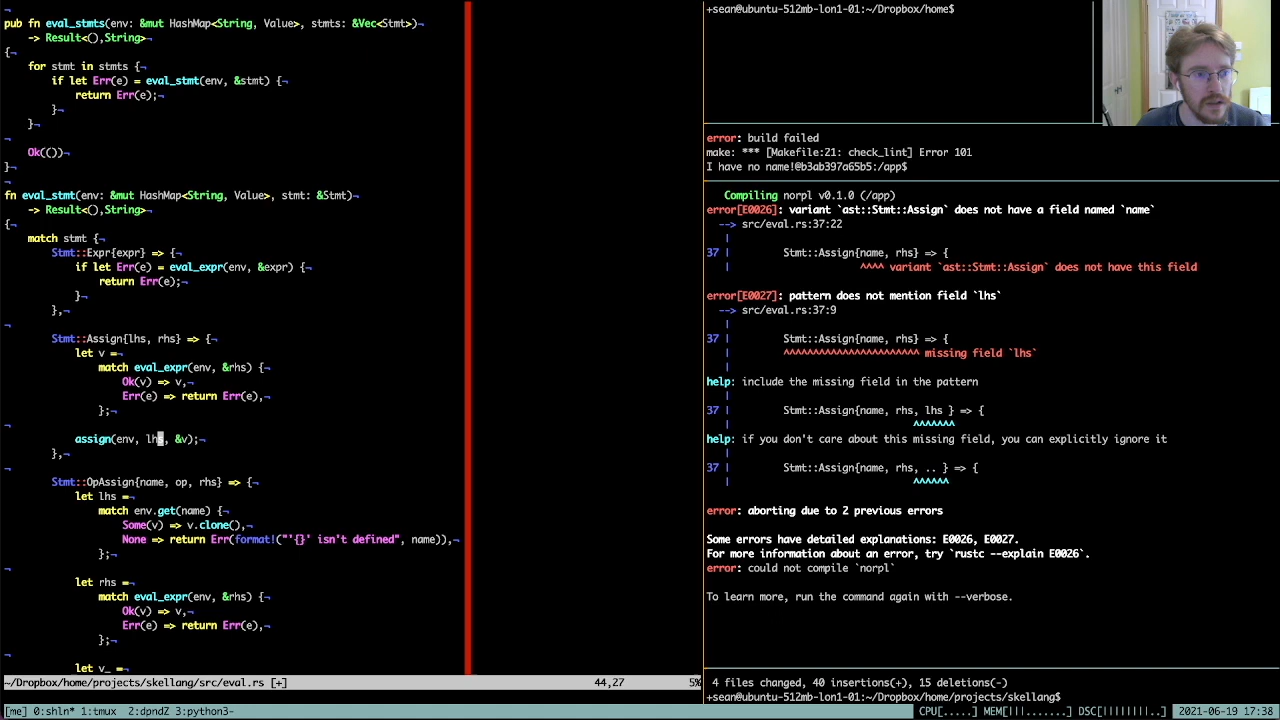 ¬
pub fn eval_stmts(env: &mut HashMap<String, Value>, stmts: &Vec<Stmt>)¬
    -> Result<(),String>¬
{¬
    for stmt in stmts {¬
        if let Err(e) = eval_stmt(env, &stmt) {¬
            return Err(e);¬
        }¬
    }¬
¬
    Ok(())¬
}¬
¬
fn eval_stmt(env: &mut HashMap<String, Value>, stmt: &Stmt)¬
    -> Result<(),String>¬
{¬
    match stmt {¬
        Stmt::Expr{expr} => {¬
            if let Err(e) = eval_expr(env, &expr) {¬
                return Err(e);¬
            }¬
        },¬
¬
        Stmt::Assign{lhs, rhs} => {¬
            let v =¬
                match eval_expr(env, &rhs) {¬
                    Ok(v) => v,¬
                    Err(e) => return Err(e),¬
                };¬
¬
            assign(env, lhs, &v);¬
        },¬
¬
        Stmt::OpAssign{name, op, rhs} => {¬
            let lhs =¬
                match env.get(name) {¬
                    Some(v) => v.clone(),¬
                    None => return Err(format!("'{}' isn't defined", name)),¬
                };¬
¬
            let rhs =¬
                match eval_expr(env, &rhs) {¬
                    Ok(v) => v,¬
                    Err(e) => return Err(e),¬
                };¬
¬
            let v_ =¬
~/Dropbox/home/projects/skellang/src/eval.rs [+] 44,27 5%
+sean@ubuntu-512mb-lon1-01:~/Dropbox/home$
error: build failed
make: *** [Makefile:21: check_lint] Error 101
I have no name!@b3ab397a65b5:/app$
Compiling norpl v0.1.0 (/app)
error[E0026]: variant `ast::Stmt::Assign` does not have a field named `name`
--> src/eval.rs:37:22
|
37 |         Stmt::Assign{name, rhs} => {
|                      ^^^^ variant `ast::Stmt::Assign` does not have this field
error[E0027]: pattern does not mention field `lhs`
--> src/eval.rs:37:9
|
37 |         Stmt::Assign{name, rhs} => {
|         ^^^^^^^^^^^^^^^^^^^^^^^ missing field `lhs`
help: include the missing field in the pattern
|
37 |         Stmt::Assign{name, rhs, lhs } => {
|                               ^^^^^^^
help: if you don't care about this missing field, you can explicitly ignore it
|
37 |         Stmt::Assign{name, rhs, .. } => {
|                               ^^^^^^
error: aborting due to 2 previous errors
Some errors have detailed explanations: E0026, E0027.
For more information about an error, try `rustc --explain E0026`.
error: could not compile `norpl`
To learn more, run the command again with --verbose.
4 files changed, 40 insertions(+), 15 deletions(-)
+sean@ubuntu-512mb-lon1-01:~/Dropbox/home/projects/skellang$
[me] 0:shln* 1:tmux  2:dpndZ 3:python3- CPU[.....] MEM[|||.......] DSC[||||||||..] 2021-06-19 17:38